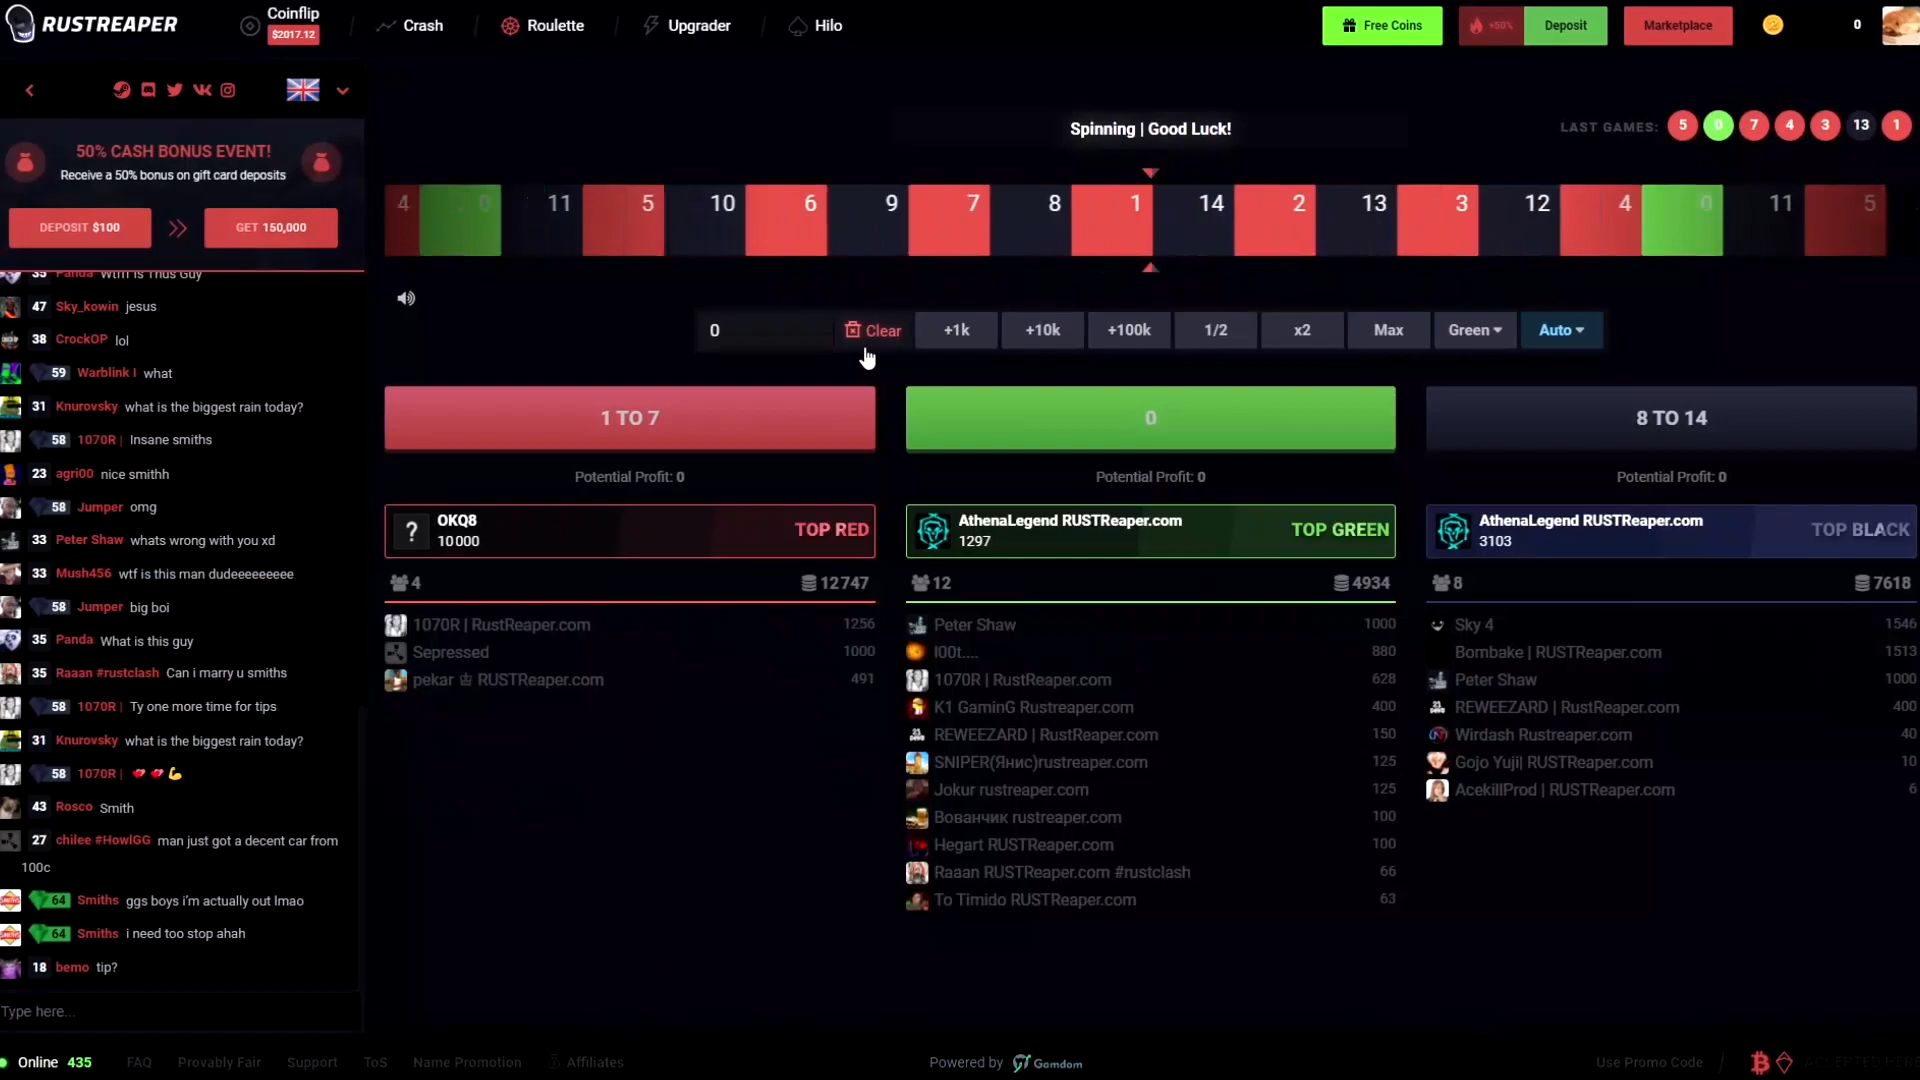 RUSTREAPER
Coinflip
$2017.12
Crash
Roulette
Upgrader
Hilo
Free Coins
+50%
Deposit
Marketplace
0
50% CASH BONUS EVENT!
Receive a 50% bonus on gift card deposits
DEPOSIT $100
GET 150,000
35 Panda Wtfff Is Thus Guy
47 Sky_kowin jesus
38 CrockOP lol
59 Warblink I what
31 Knurovsky what is the biggest rain today?
58 1070R | Insane smiths
23 agri00 nice smithh
58 Jumper omg
33 Peter Shaw whats wrong with you xd
33 Mush456 wtf is this man dudeeeeeeeee
58 Jumper big boi
35 Panda What is this guy
35 Raaan #rustclash Can i marry u smiths
58 1070R | Ty one more time for tips
31 Knurovsky what is the biggest rain today?
58 1070R | ❤️ ❤️ 💪
43 Rosco Smith
27 chilee #HowlGG man just got a decent car from
100c
64 Smiths ggs boys i'm actually out lmao
64 Smiths i need too stop ahah
18 bemo tip?
Type here...
Spinning | Good Luck!
LAST GAMES: 5 0 7 4 3 13 1
4 0 11 5 10 6 9 7 8 1 14 2 13 3 12 4 0 11 5
0 Clear +1k +10k +100k 1/2 x2 Max Green Auto
1 TO 7
Potential Profit: 0
OKQ8
10 000
TOP RED
4 12 747
1070R | RustReaper.com 1256
Sepressed 1000
pekar ♕ RUSTReaper.com 491
0
Potential Profit: 0
AthenaLegend RUSTReaper.com
1297
TOP GREEN
12 4934
Peter Shaw 1000
l00t.... 880
1070R | RustReaper.com 628
K1 GaminG Rustreaper.com 400
REWEEZARD | RustReaper.com 150
SNIPER(Янис)rustreaper.com 125
Jokur rustreaper.com 125
Вованчик rustreaper.com 100
Hegart RUSTReaper.com 100
Raaan RUSTReaper.com #rustclash 66
To Timido RUSTReaper.com 63
8 TO 14
Potential Profit: 0
AthenaLegend RUSTReaper.com
3103
TOP BLACK
8 7618
Sky 4 1546
Bombake | RUSTReaper.com 1513
Peter Shaw 1000
REWEEZARD | RustReaper.com 400
Wirdash Rustreaper.com 40
Gojo Yuji| RUSTReaper.com 10
AcekillProd | RUSTReaper.com 6
Online 435
FAQ
Provably Fair
Support
ToS
Name Promotion
Affiliates
Powered by Gamdom
Use Promo Code
ACCEPTED HERE